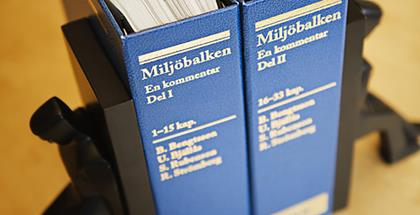 Miljöbalken
En kommentar
Del I
1–15 kap.
B. Bengtsson
U. Bjällås
S. Rubenson
R. Strömberg
Miljöbalken
En kommentar
Del II
16–33 kap.
B. Bengtsson
U. Bjällås
S. Rubenson
R. Strömberg